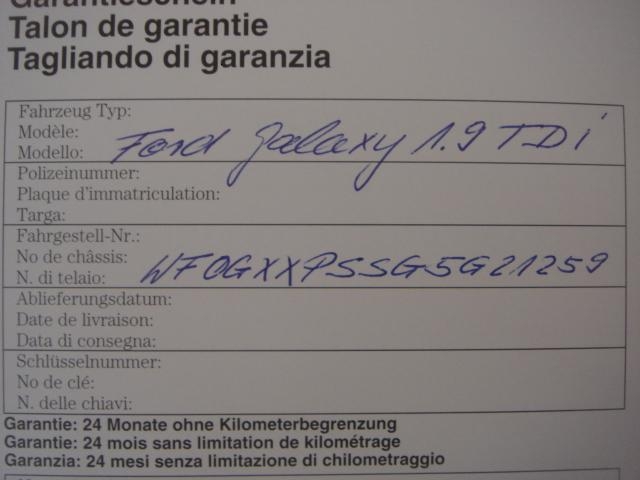 Garantieschein
Talon de garantie
Tagliando di garanzia
Fahrzeug Typ:
Modèle:
Modello: Ford Galaxy 1.9 TDi
Polizeinummer:
Plaque d'immatriculation:
Targa:
Fahrgestell-Nr.:
No de châssis:
N. di telaio: WF0GXXPSSG5G21259
Ablieferungsdatum:
Date de livraison:
Data di consegna:
Schlüsselnummer:
No de clé:
N. delle chiavi:
Garantie: 24 Monate ohne Kilometerbegrenzung
Garantie: 24 mois sans limitation de kilométrage
Garanzia: 24 mesi senza limitazione di chilometraggio